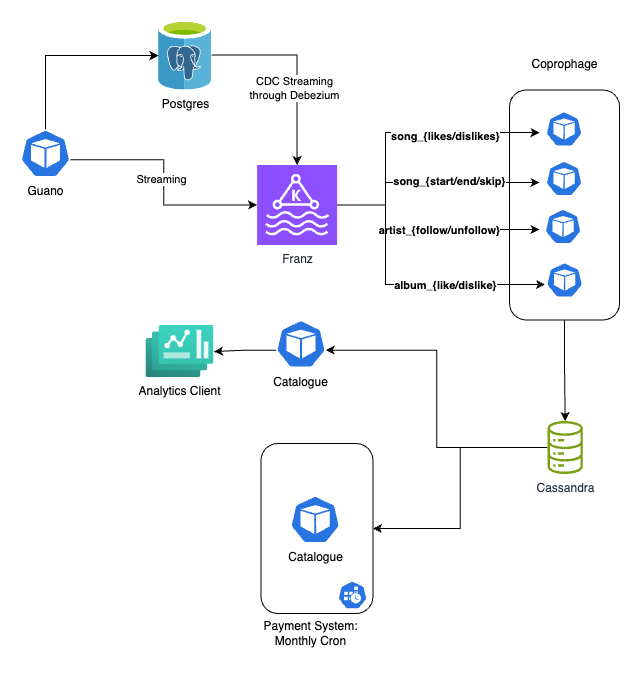 Coprophage
Postgres
CDC Streaming
through Debezium
song_{likes/dislikes}
Guano
Streaming
song_{start/end/skip}
K
artist_{follow/unfollow}
Franz
album_{like/dislike}
Catalogue
Analytics Client
Cassandra
Catalogue
Payment System:
Monthly Cron